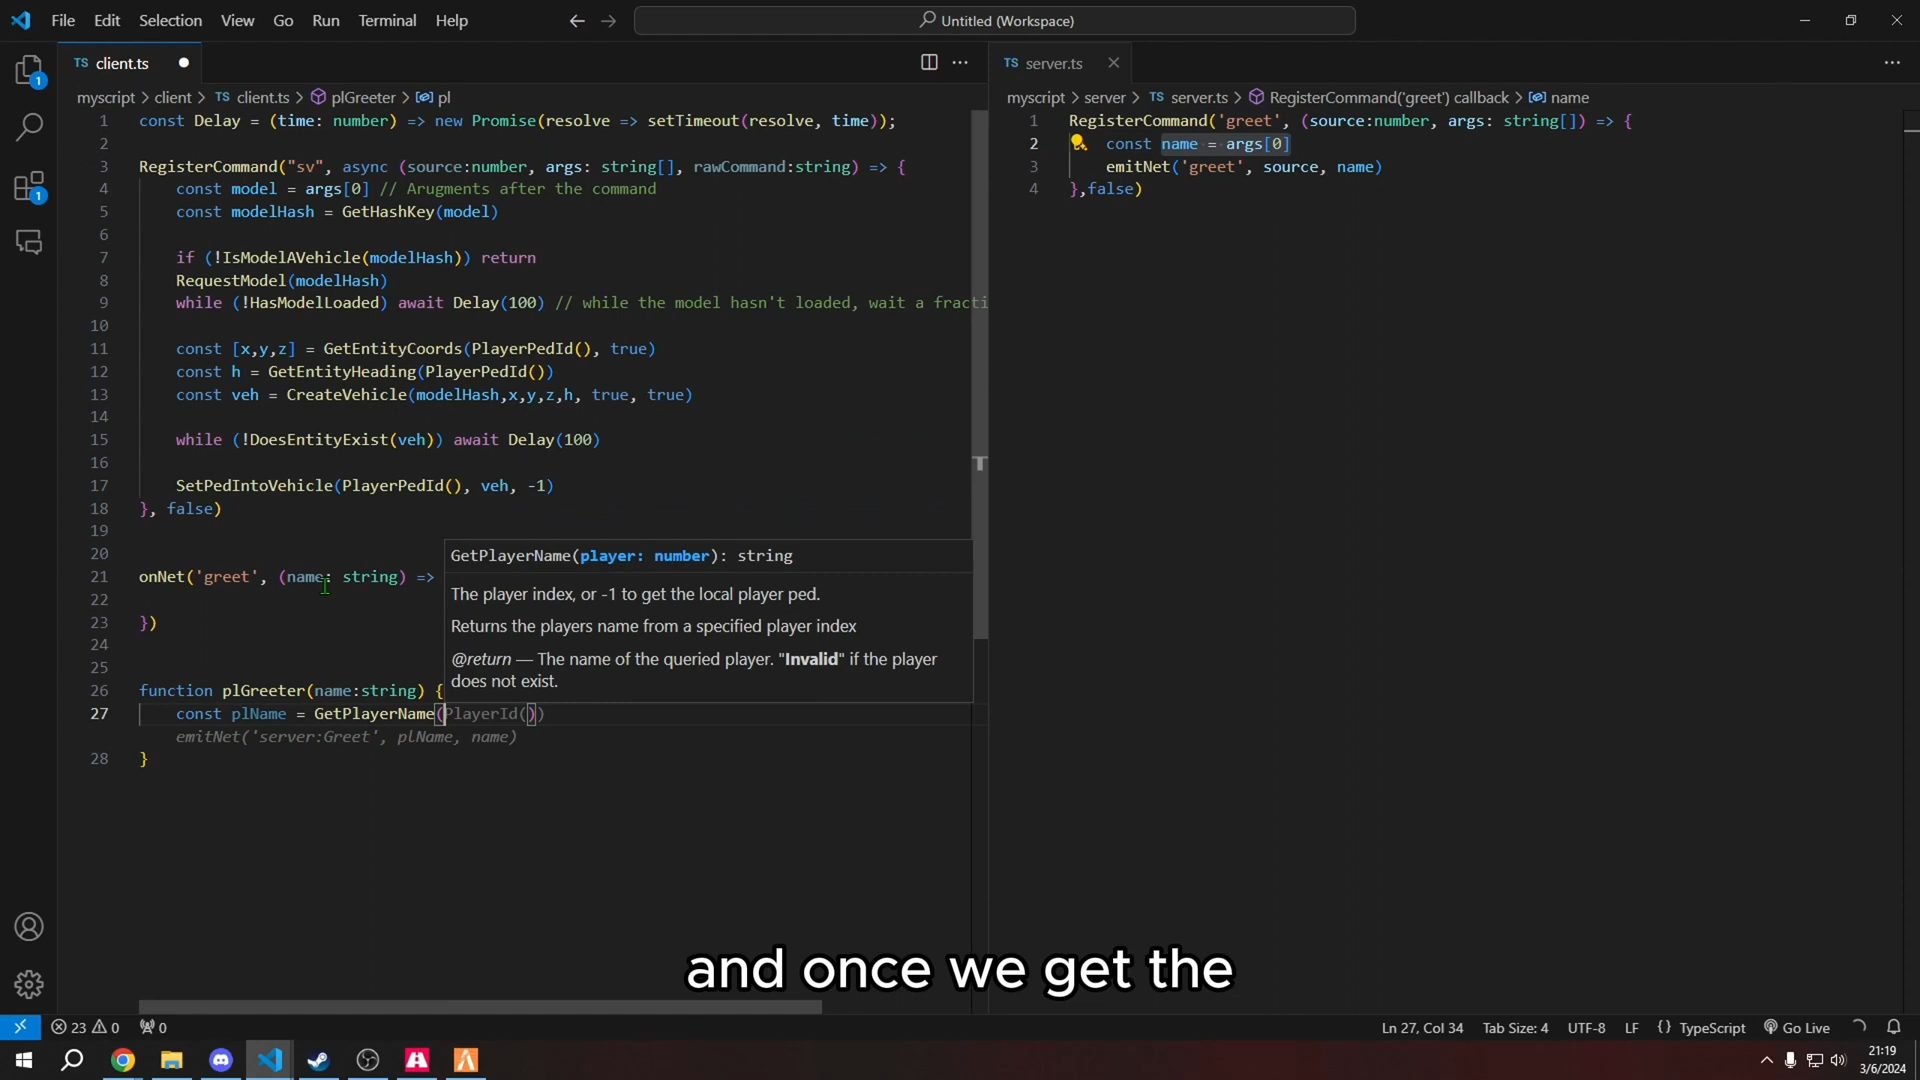 File Edit Selection View Go Run Terminal Help
Untitled (Workspace)
TS client.ts
TS server.ts
myscript > client > TS client.ts > plGreeter > pl
myscript > server > TS server.ts > RegisterCommand('greet') callback > name
1 const Delay = (time: number) => new Promise(resolve => setTimeout(resolve, time));
2
3 RegisterCommand("sv", async (source:number, args: string[], rawCommand:string) => {
4 const model = args[0] // Arugments after the command
5 const modelHash = GetHashKey(model)
6
7 if (!IsModelAVehicle(modelHash)) return
8 RequestModel(modelHash)
9 while (!HasModelLoaded) await Delay(100) // while the model hasn't loaded, wait a fracti
10
11 const [x,y,z] = GetEntityCoords(PlayerPedId(), true)
12 const h = GetEntityHeading(PlayerPedId())
13 const veh = CreateVehicle(modelHash,x,y,z,h, true, true)
14
15 while (!DoesEntityExist(veh)) await Delay(100)
16
17 SetPedIntoVehicle(PlayerPedId(), veh, -1)
18 }, false)
19
20
21 onNet('greet', (name: string) =>
22
23 })
24
25
26 function plGreeter(name:string) {
27 const plName = GetPlayerName(PlayerId())
emitNet('server:Greet', plName, name)
28 }
GetPlayerName(player: number): string
The player index, or -1 to get the local player ped.
Returns the players name from a specified player index
@return — The name of the queried player. "Invalid" if the player
does not exist.
1 RegisterCommand('greet', (source:number, args: string[]) => {
2 const name = args[0]
3 emitNet('greet', source, name)
4 },false)
1
1
and once we get the
23 0 0
Ln 27, Col 34 Tab Size: 4 UTF-8 LF {} TypeScript Go Live
21:19
3/6/2024